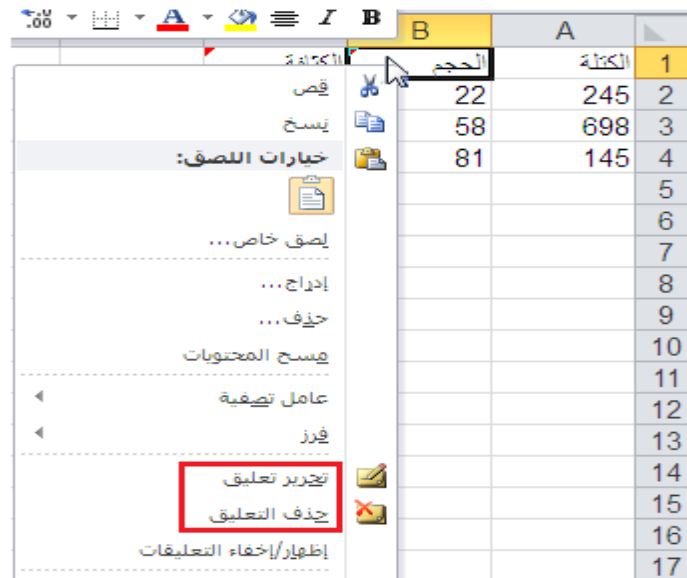 B I A .00
A B
1 الكتلة الحجم الكثافة
2 245 22
3 698 58
4 145 81
5
6
7
8
9
10
11
12
13
14
15
16
17
قص
نسخ
خيارات اللصق:
لصق خاص...
إدراج...
حذف...
مسح المحتويات
عامل تصفية
فرز
تحرير تعليق
حذف التعليق
إظهار/إخفاء التعليقات